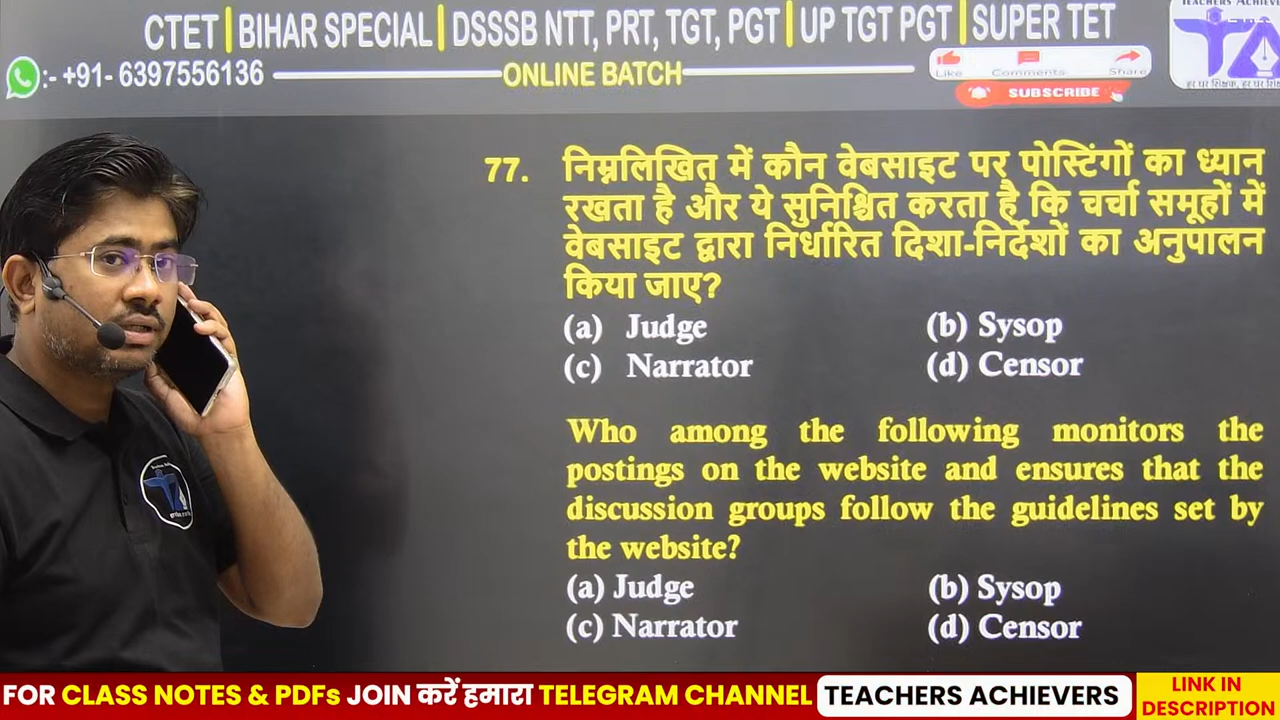 CTET | BIHAR SPECIAL | DSSSB NTT, PRT, TGT, PGT | UP TGT PGT | SUPER TET
:- +91- 6397556136
ONLINE BATCH
Like Comments Share
SUBSCRIBE
TEACHERS
77. निम्नलिखित में कौन वेबसाइट पर पोस्टिंगों का ध्यान
रखता है और ये सुनिश्चित करता है कि चर्चा समूहों में
वेबसाइट द्वारा निर्धारित दिशा-निर्देशों का अनुपालन
किया जाए?
(a) Judge (b) Sysop
(c) Narrator (d) Censor
Who among the following monitors the
postings on the website and ensures that the
discussion groups follow the guidelines set by
the website?
(a) Judge (b) Sysop
(c) Narrator (d) Censor
FOR CLASS NOTES & PDFs JOIN करें हमारा TELEGRAM CHANNEL TEACHERS ACHIEVERS
LINK IN
DESCRIPTION